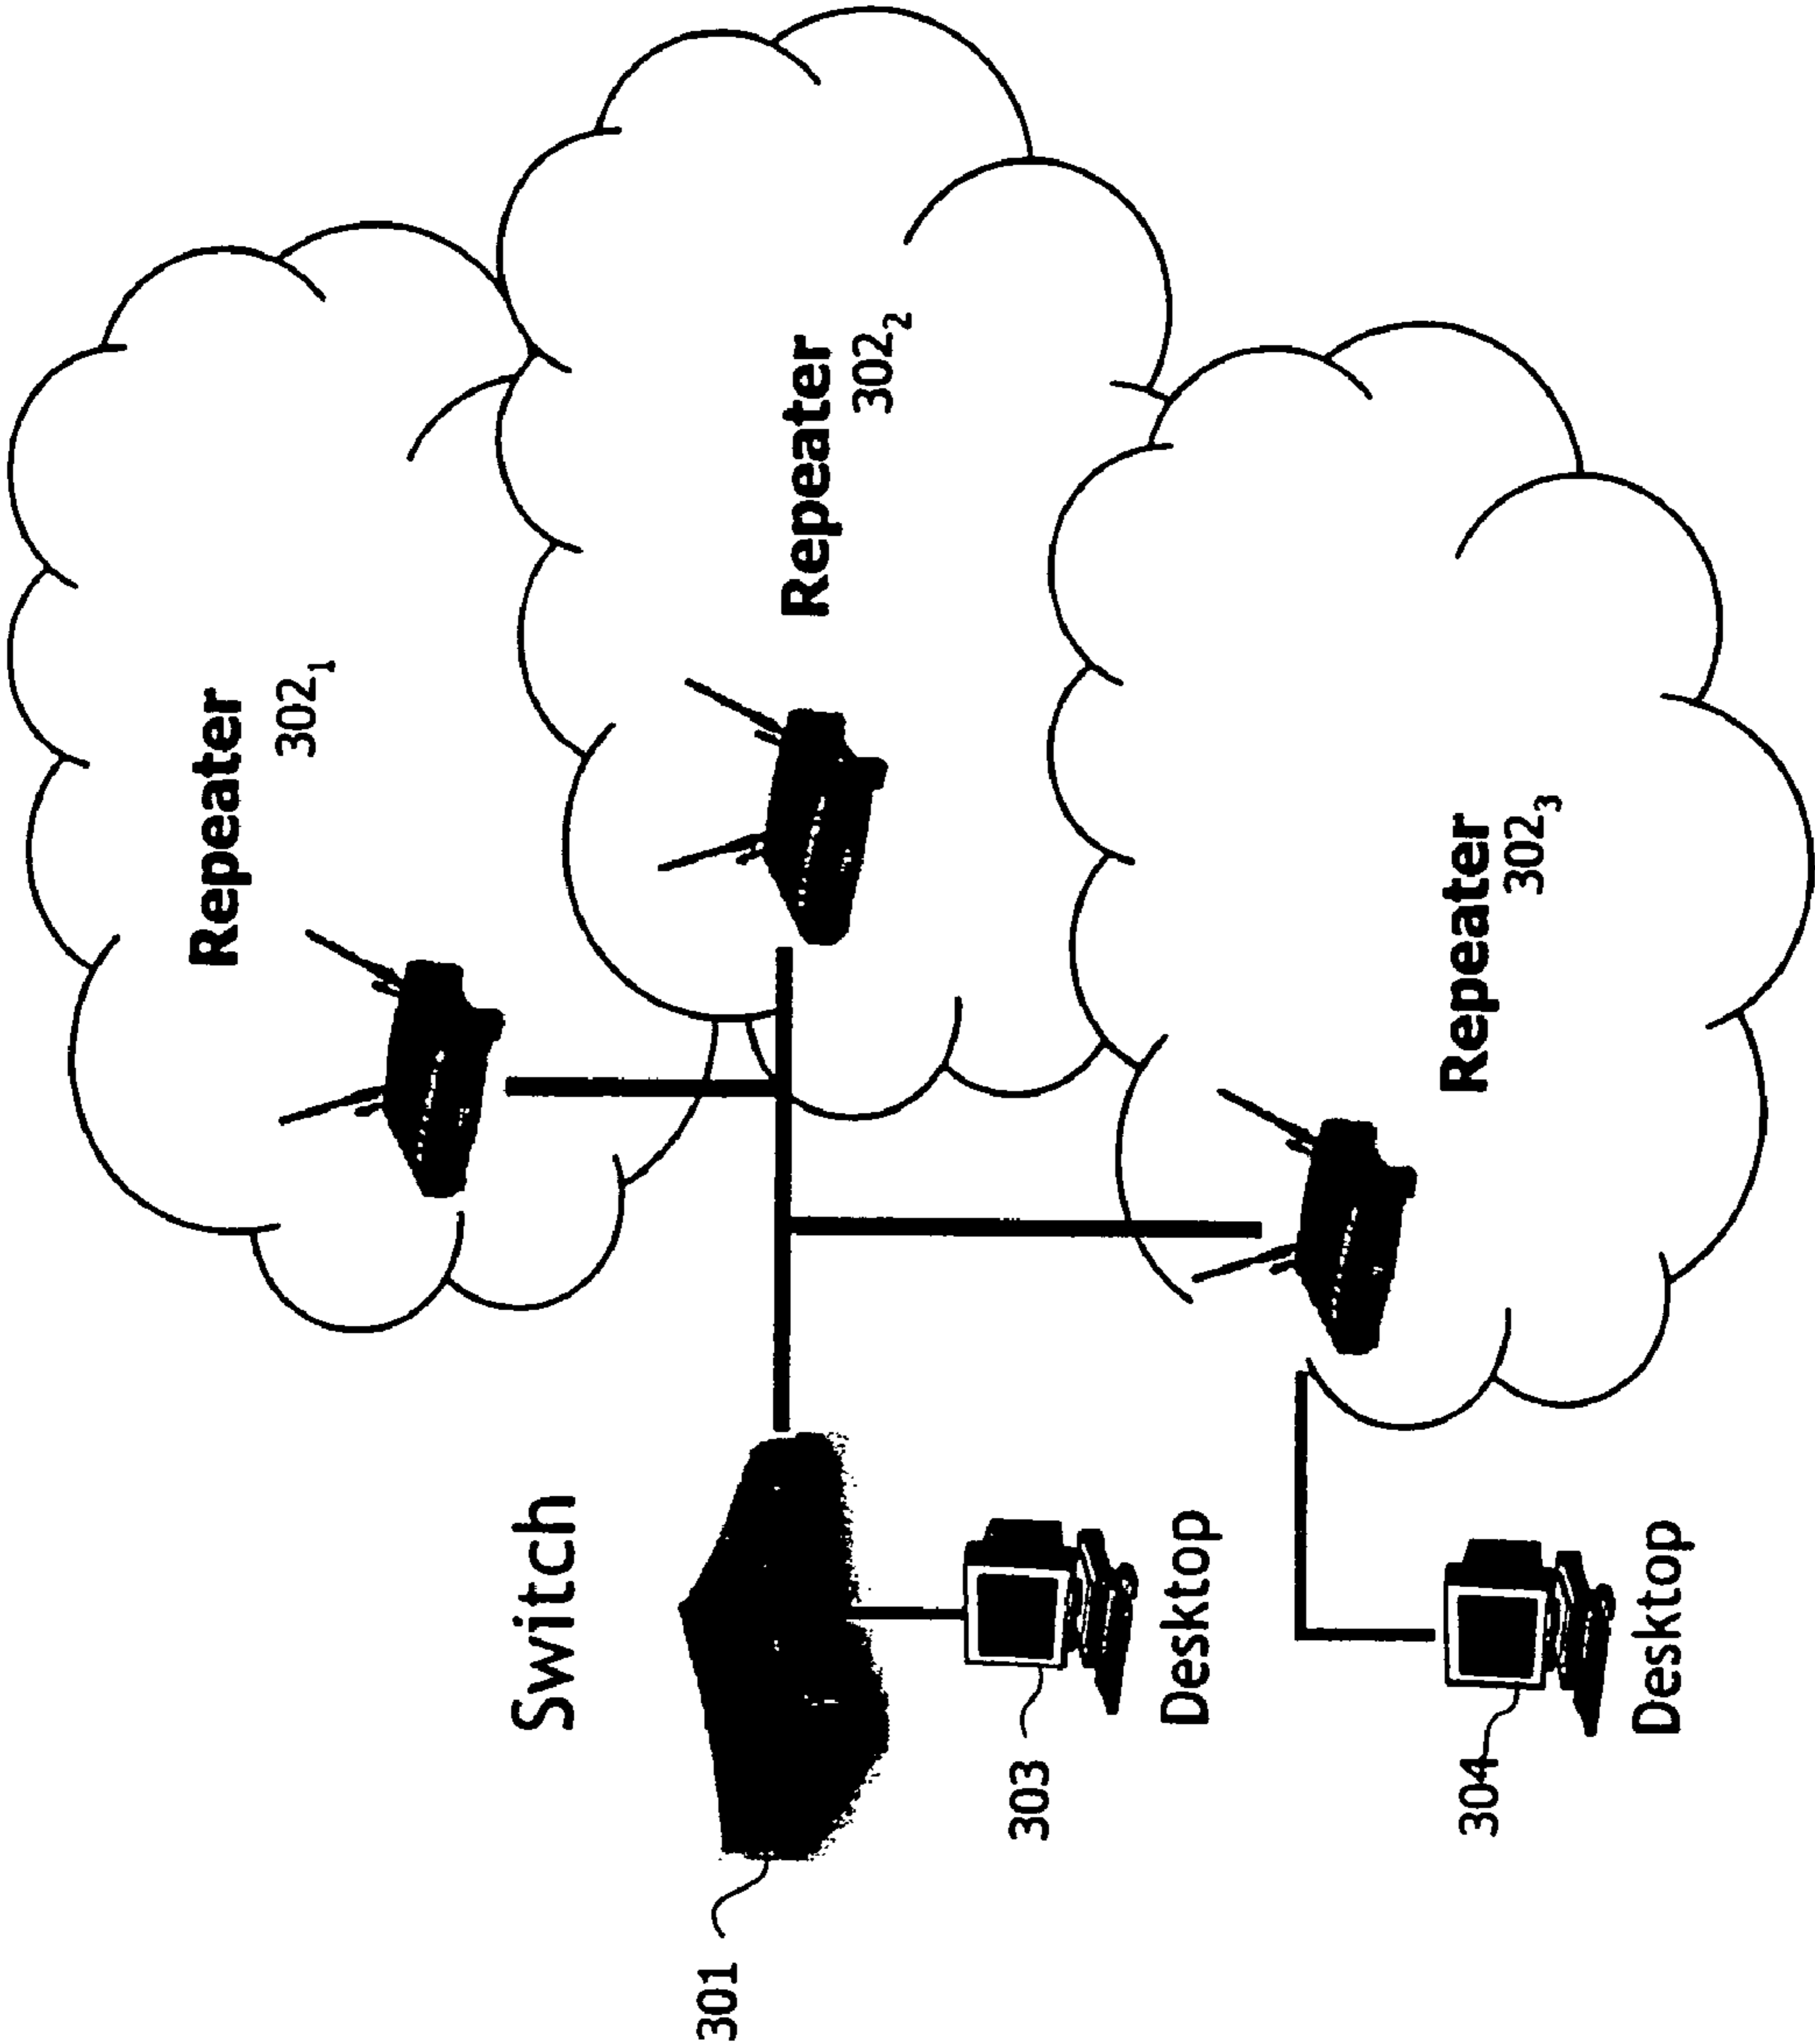 Repeater
302₁
Repeater
302₂
Repeater
302₃
Switch
301
Desktop
303
Desktop
304